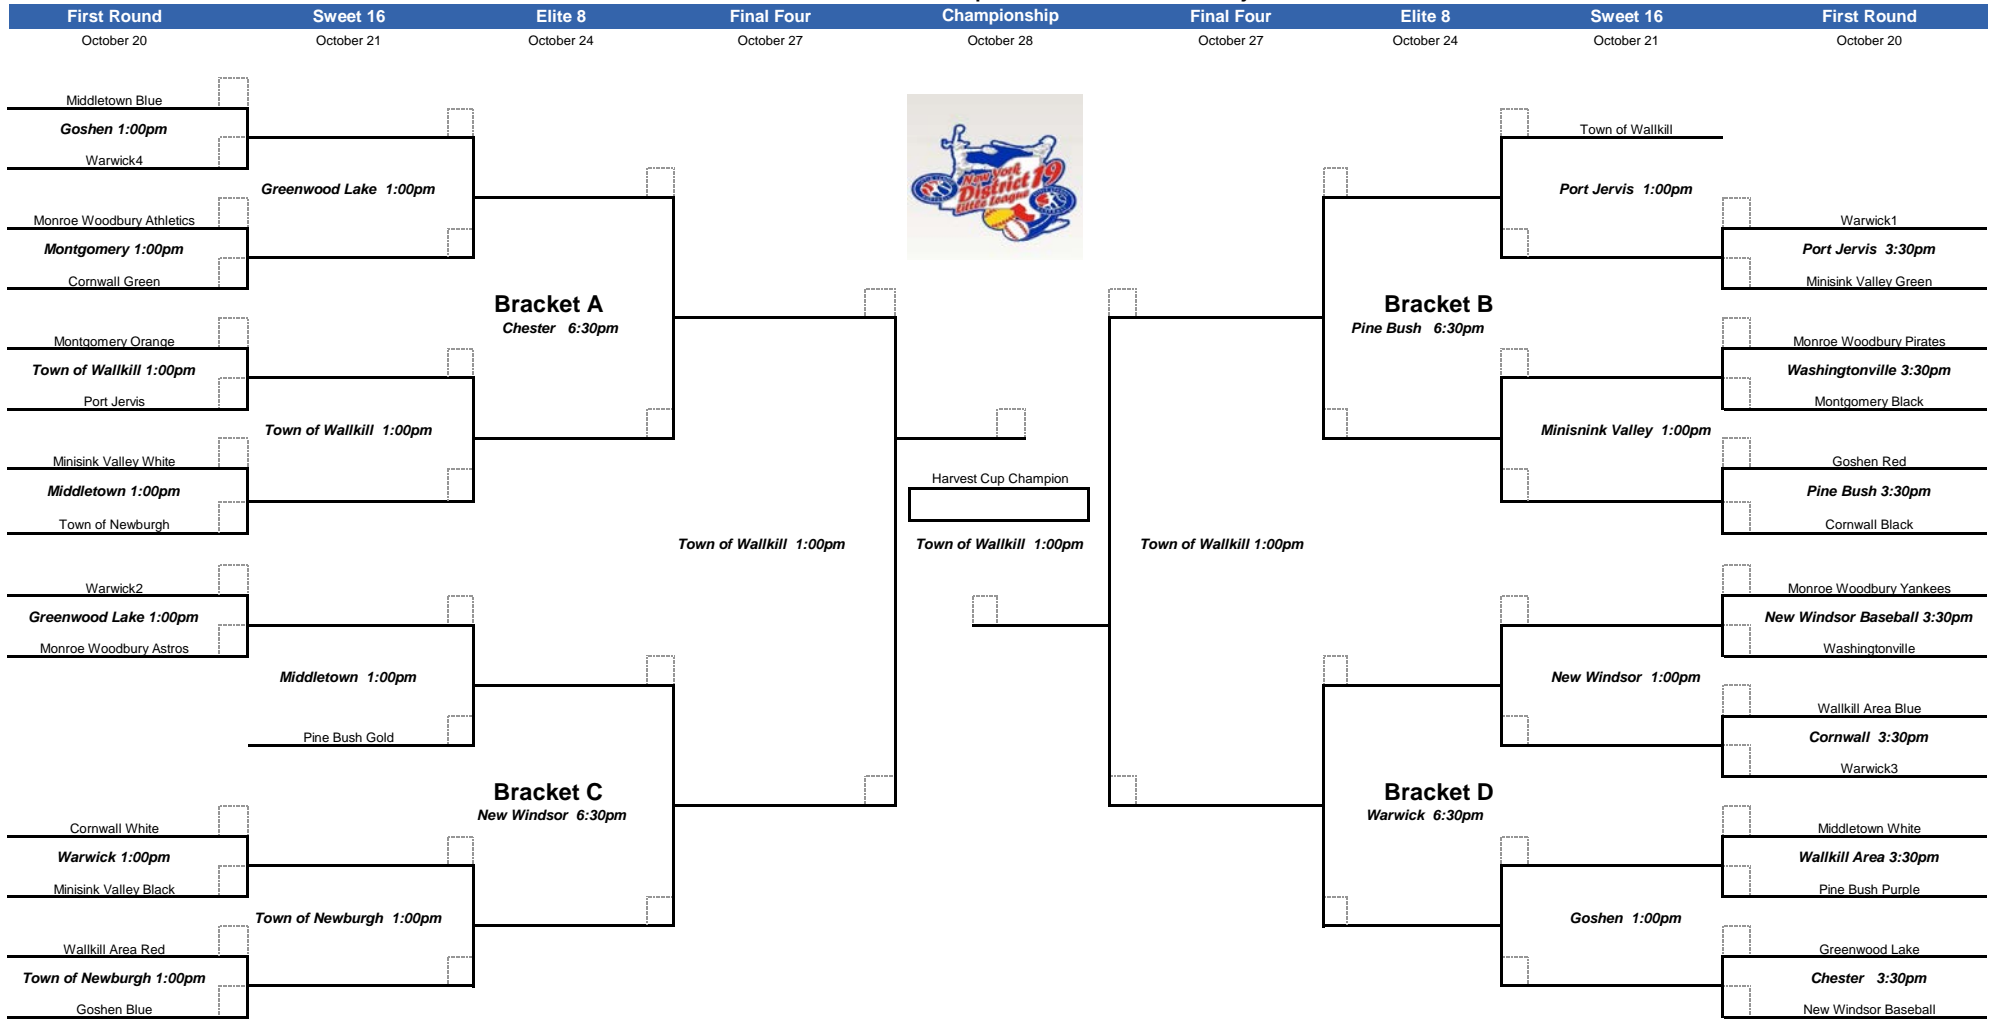 First Round Sweet 16 Elite 8 Final Four Championship Final Four Elite 8 Sweet 16 First Round
October 20 October 21 October 24 October 27 October 28 October 27 October 24 October 21 October 20
Middletown Blue
Goshen 1:00pm
Warwick4
Monroe Woodbury Athletics
Montgomery 1:00pm
Cornwall Green
Montgomery Orange
Town of Wallkill 1:00pm
Port Jervis
Minisink Valley White
Middletown 1:00pm
Town of Newburgh
Warwick2
Greenwood Lake 1:00pm
Monroe Woodbury Astros
Cornwall White
Warwick 1:00pm
Minisink Valley Black
Wallkill Area Red
Town of Newburgh 1:00pm
Goshen Blue
Greenwood Lake 1:00pm
Town of Wallkill 1:00pm
Middletown 1:00pm
Pine Bush Gold
Town of Newburgh 1:00pm
Bracket A
Chester 6:30pm
Bracket C
New Windsor 6:30pm
Town of Wallkill 1:00pm
New York
District 19
Little League
Harvest Cup Champion
Town of Wallkill 1:00pm
Town of Wallkill 1:00pm
Bracket B
Pine Bush 6:30pm
Bracket D
Warwick 6:30pm
Town of Wallkill
Port Jervis 1:00pm
Minisnink Valley 1:00pm
New Windsor 1:00pm
Goshen 1:00pm
Warwick1
Port Jervis 3:30pm
Minisink Valley Green
Monroe Woodbury Pirates
Washingtonville 3:30pm
Montgomery Black
Goshen Red
Pine Bush 3:30pm
Cornwall Black
Monroe Woodbury Yankees
New Windsor Baseball 3:30pm
Washingtonville
Wallkill Area Blue
Cornwall 3:30pm
Warwick3
Middletown White
Wallkill Area 3:30pm
Pine Bush Purple
Greenwood Lake
Chester 3:30pm
New Windsor Baseball